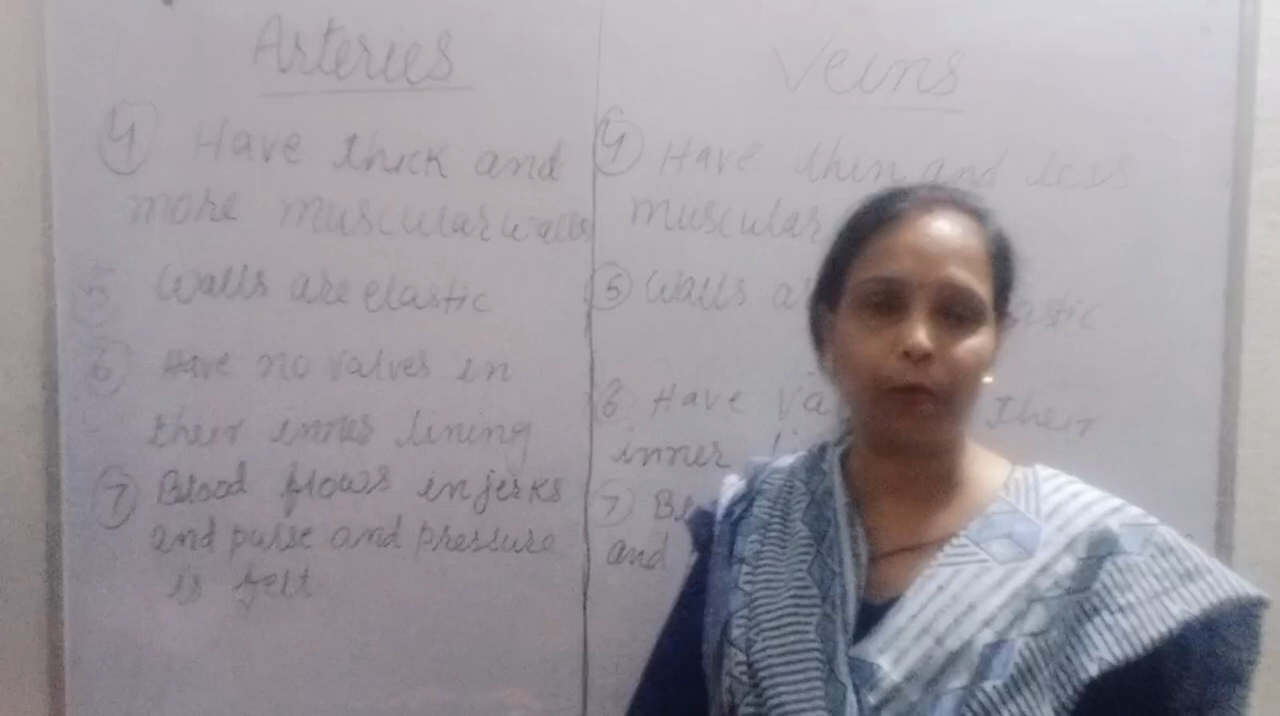 Arteries
④ Have thick and
more muscular walls
⑤ Walls are elastic
⑥ Have no valves in
their inner lining
⑦ Blood flows in jerks
and pulse and pressure
is felt
Veins
④ Have thin and less
muscular
⑤ Walls
⑥ Have their
inner
⑦
and